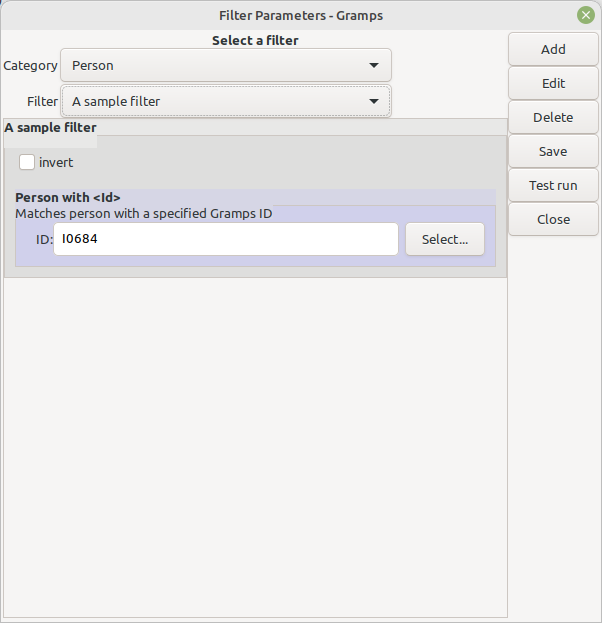 Filter Parameters - Gramps
Select a filter
Category Person
Filter A sample filter
A sample filter
invert
Person with <Id>
Matches person with a specified Gramps ID
ID: I0684 Select...
Add
Edit
Delete
Save
Test run
Close